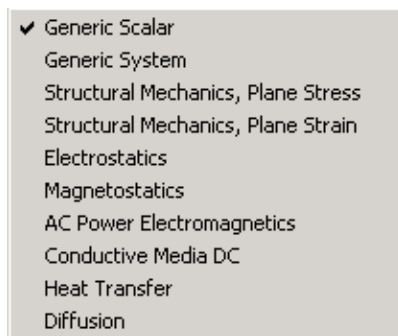 Generic Scalar
Generic System
Structural Mechanics, Plane Stress
Structural Mechanics, Plane Strain
Electrostatics
Magnetostatics
AC Power Electromagnetics
Conductive Media DC
Heat Transfer
Diffusion